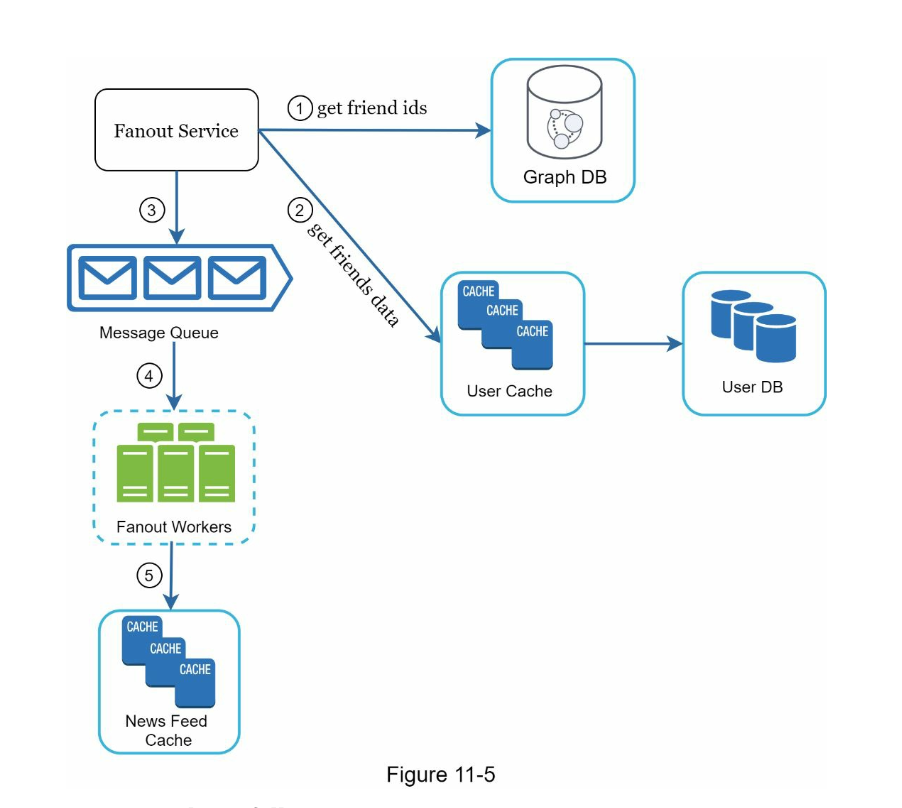 ① get friend ids
Fanout Service
Graph DB
③
② get friends data
CACHE
CACHE
CACHE
Message Queue
User Cache
User DB
④
Fanout Workers
⑤
CACHE
CACHE
CACHE
News Feed
Cache
Figure 11-5